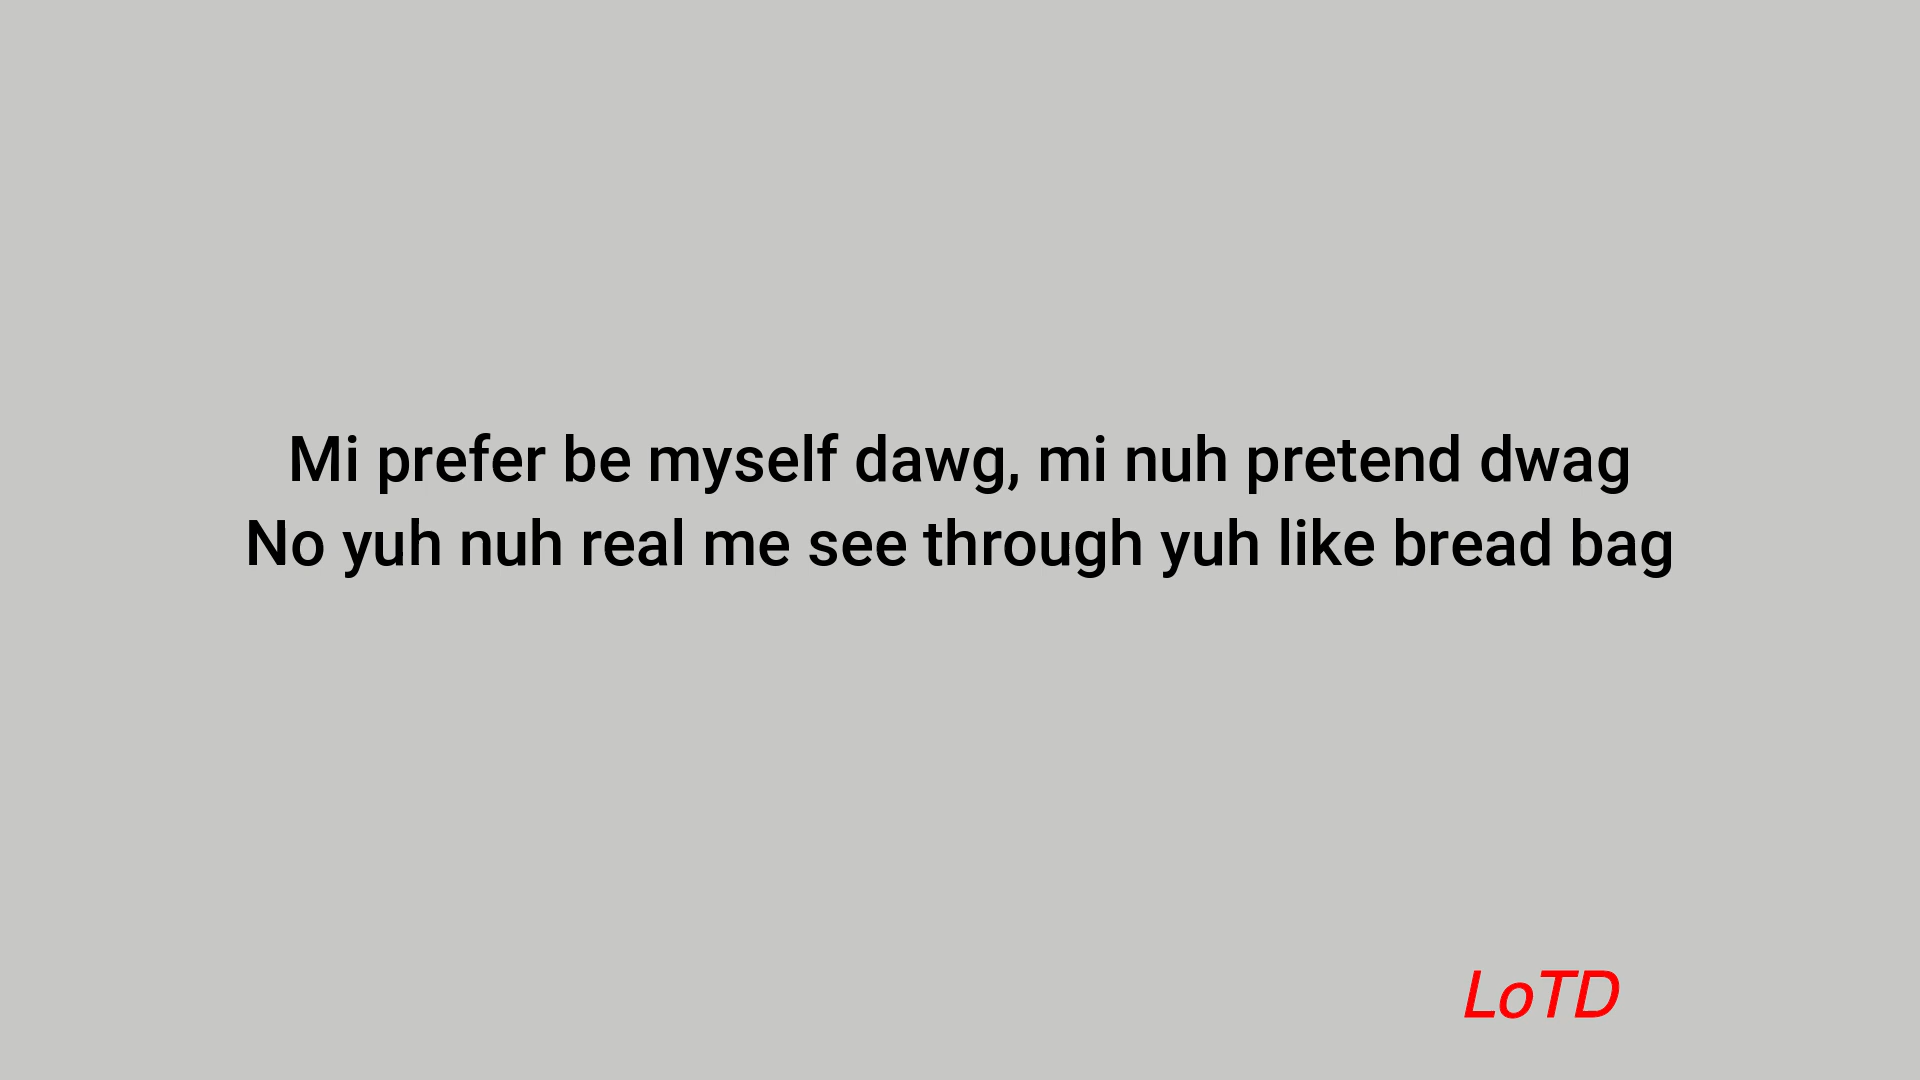 Mi prefer be myself dawg, mi nuh pretend dwag
No yuh nuh real me see through yuh like bread bag
LoTD